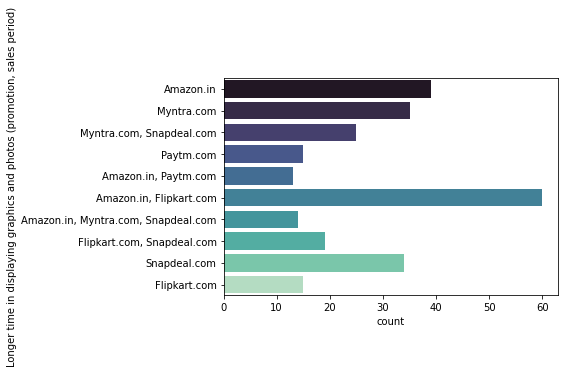 Longer time in displaying graphics and photos (promotion, sales period)
Amazon.in
Myntra.com
Myntra.com, Snapdeal.com
Paytm.com
Amazon.in, Paytm.com
Amazon.in, Flipkart.com
Amazon.in, Myntra.com, Snapdeal.com
Flipkart.com, Snapdeal.com
Snapdeal.com
Flipkart.com
0 10 20 30 40 50 60
count